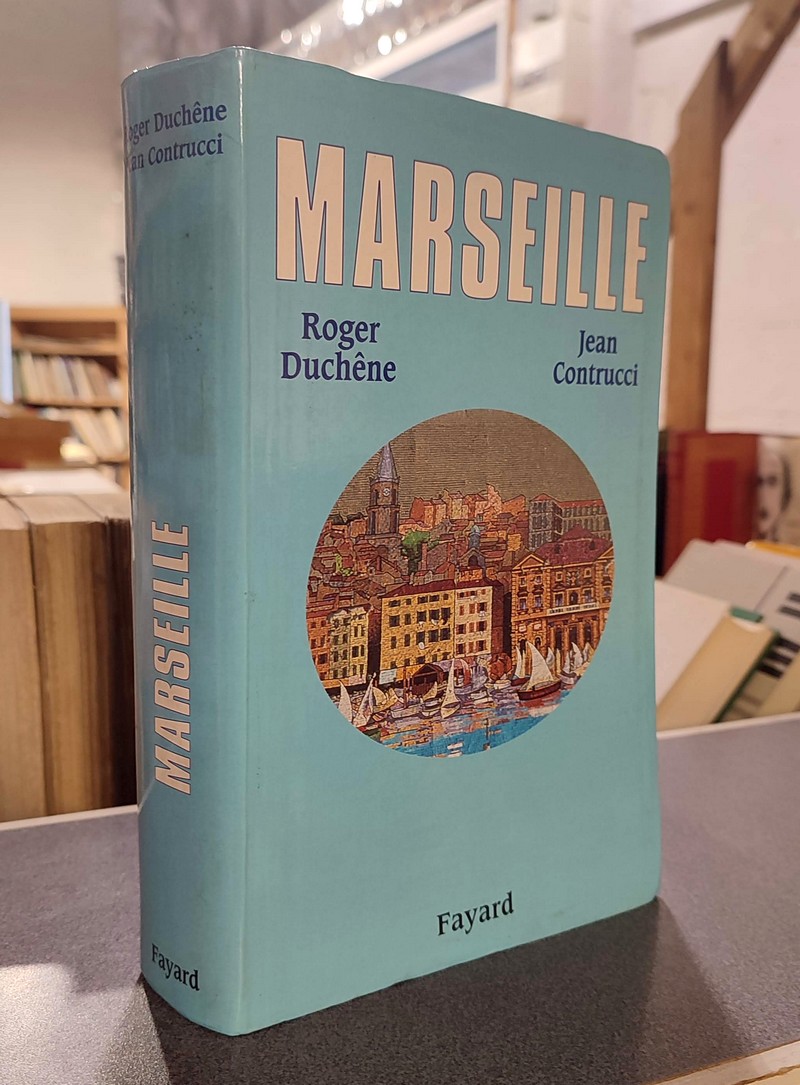 Roger Duchêne
Jean Contrucci
MARSEILLE
Fayard
MARSEILLE
Roger
Duchêne
Jean
Contrucci
Fayard